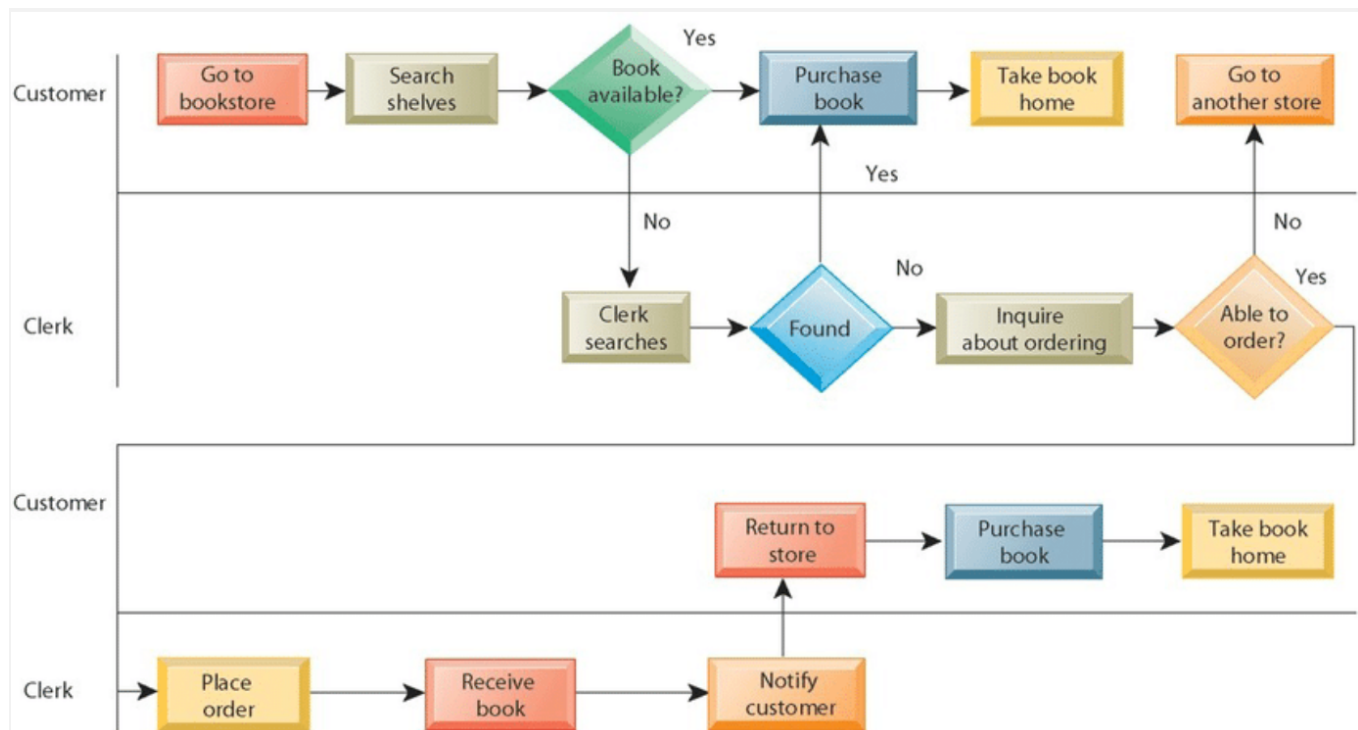 Customer
Go to
bookstore
Search
shelves
Book
available?
Yes
Purchase
book
Take book
home
Go to
another store
Yes
No
No
Clerk
Clerk
searches
Found
No
Inquire
about ordering
Able to
order?
Yes
Customer
Return to
store
Purchase
book
Take book
home
Clerk
Place
order
Receive
book
Notify
customer